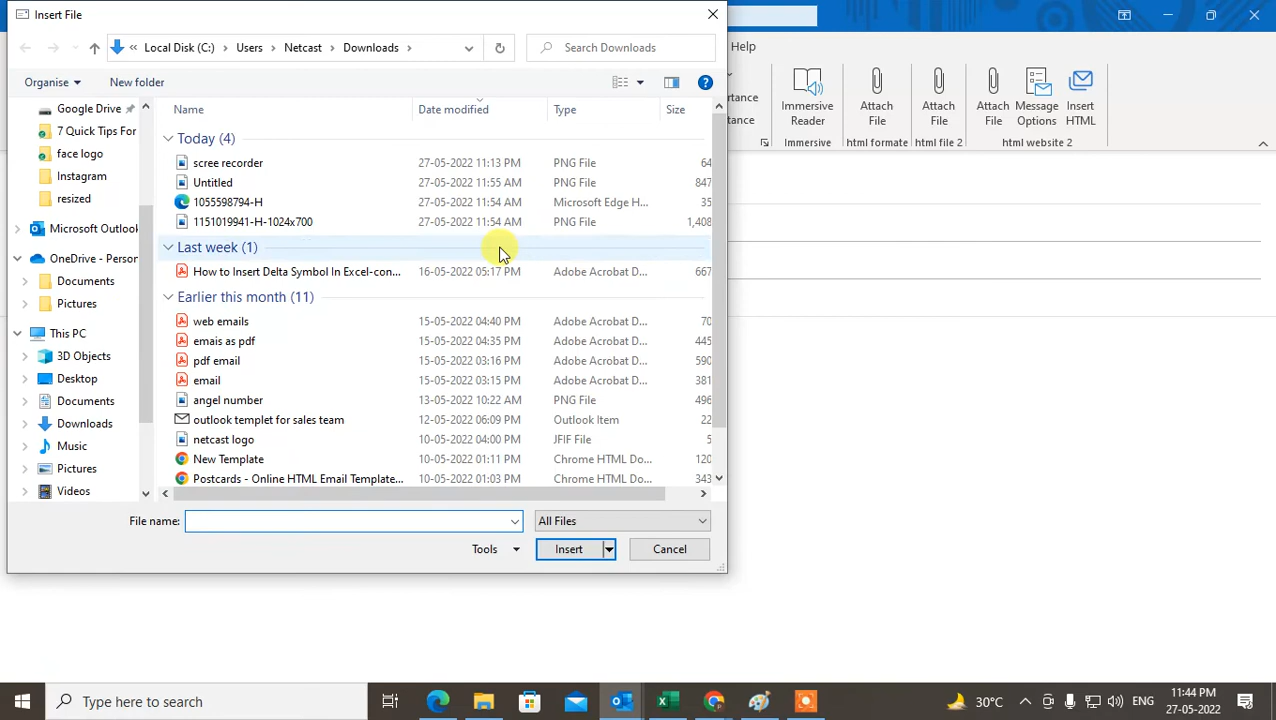 Insert File
« Local Disk (C:) › Users › Netcast › Downloads ›
Search Downloads
Help
Organise
New folder
Name
Date modified
Type
Size
rtance
tance
Immersive
Reader
Attach
File
Attach
File
Attach
File
Message
Options
Insert
HTML
Immersive
html formate
html file 2
html website 2
Google Drive
7 Quick Tips For
face logo
Instagram
resized
Microsoft Outlook
OneDrive - Person
Documents
Pictures
This PC
3D Objects
Desktop
Documents
Downloads
Music
Pictures
Videos
Today (4)
scree recorder 27-05-2022 11:13 PM PNG File 64
Untitled 27-05-2022 11:55 AM PNG File 847
1055598794-H 27-05-2022 11:54 AM Microsoft Edge H... 35
1151019941-H-1024x700 27-05-2022 11:54 AM PNG File 1,408
Last week (1)
How to Insert Delta Symbol In Excel-con... 16-05-2022 05:17 PM Adobe Acrobat D... 667
Earlier this month (11)
web emails 15-05-2022 04:40 PM Adobe Acrobat D... 70
emais as pdf 15-05-2022 04:35 PM Adobe Acrobat D... 445
pdf email 15-05-2022 03:16 PM Adobe Acrobat D... 590
email 15-05-2022 03:15 PM Adobe Acrobat D... 381
angel number 13-05-2022 10:22 AM PNG File 496
outlook templet for sales team 12-05-2022 06:09 PM Outlook Item 22
netcast logo 10-05-2022 04:00 PM JFIF File 5
New Template 10-05-2022 01:11 PM Chrome HTML Do... 120
Postcards - Online HTML Email Template... 10-05-2022 01:03 PM Chrome HTML Do... 343
File name:
All Files
Tools
Insert
Cancel
Type here to search
30°C
ENG
11:44 PM
27-05-2022